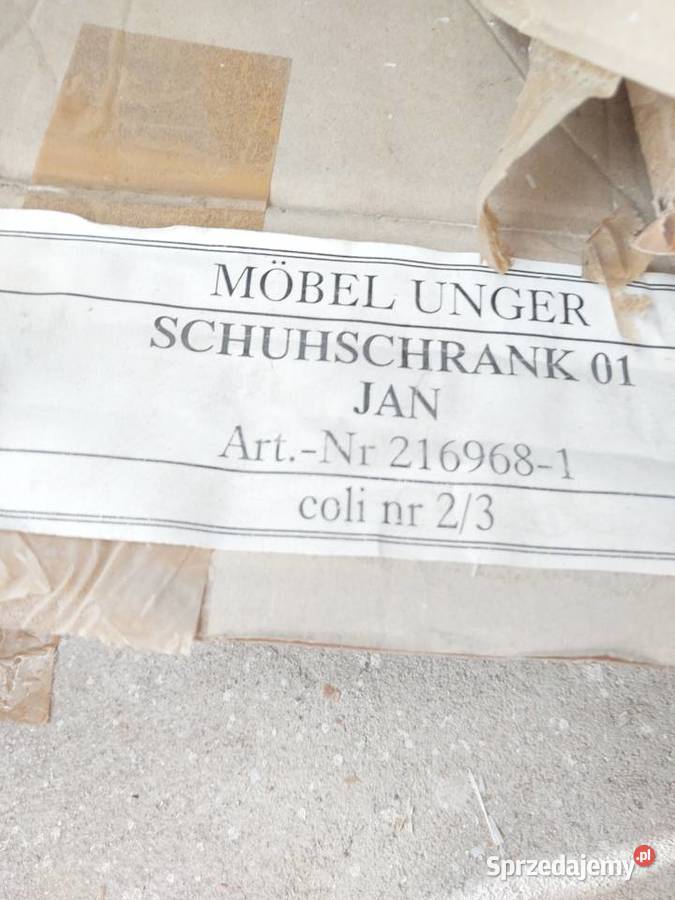 MÖBEL UNGER
SCHUHSCHRANK 01
JAN
Art.-Nr 216968-1
coli nr 2/3
Sprzedajemy.pl